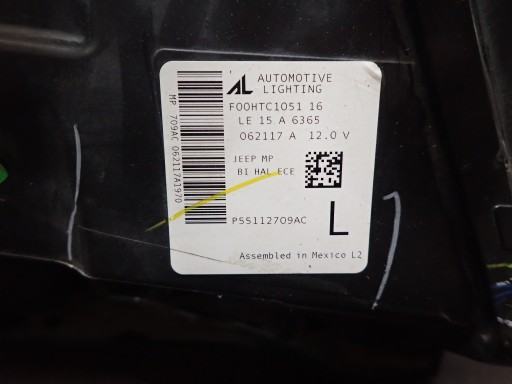 AL AUTOMOTIVE
LIGHTING
F00HTC1051 16
LE 15 A 6365
062117 A 12.0 V
JEEP MP
BI HAL ECE
P55112709AC
L
Assembled in Mexico L2
MP 709AC 062117A1970